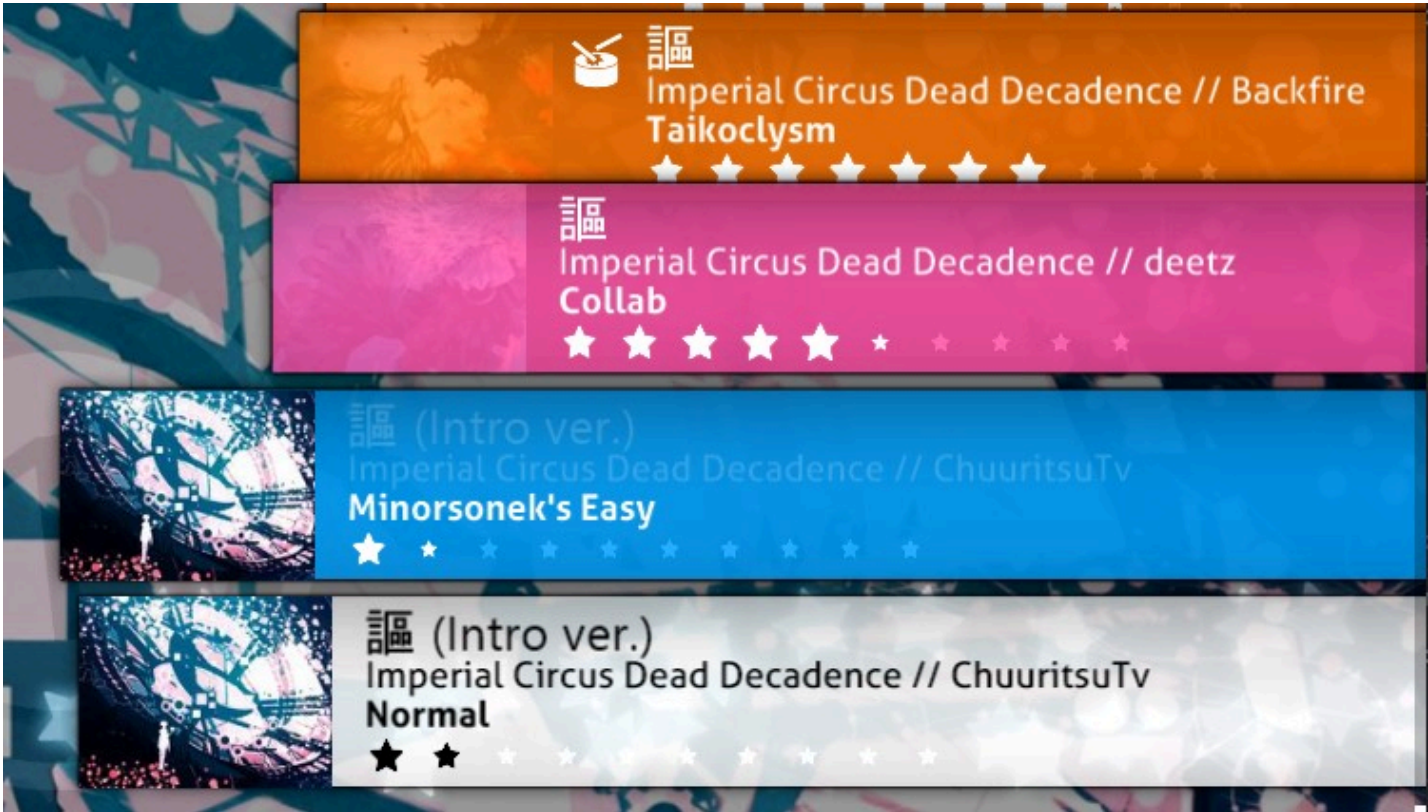 謳
Imperial Circus Dead Decadence // Backfire
Taikoclysm
謳
Imperial Circus Dead Decadence // deetz
Collab
謳 (Intro ver.)
Imperial Circus Dead Decadence // ChuuritsuTv
Minorsonek's Easy
謳 (Intro ver.)
Imperial Circus Dead Decadence // ChuuritsuTv
Normal